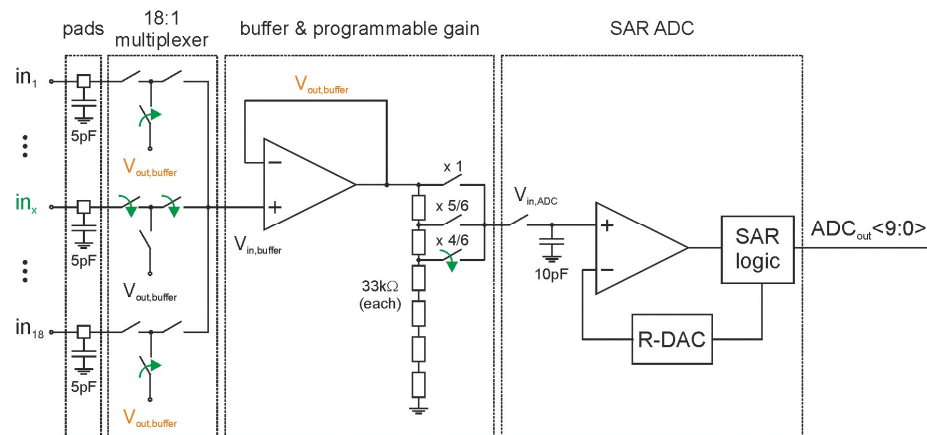 pads
18:1
multiplexer
buffer & programmable gain
SAR ADC
in1
5pF
Vout,buffer
inx
5pF
Vout,buffer
in18
5pF
Vout,buffer
Vout,buffer
−
+
Vin,buffer
x 1
x 5/6
x 4/6
33kΩ
(each)
Vin,ADC
10pF
+
−
SAR
logic
R-DAC
ADCout<9:0>